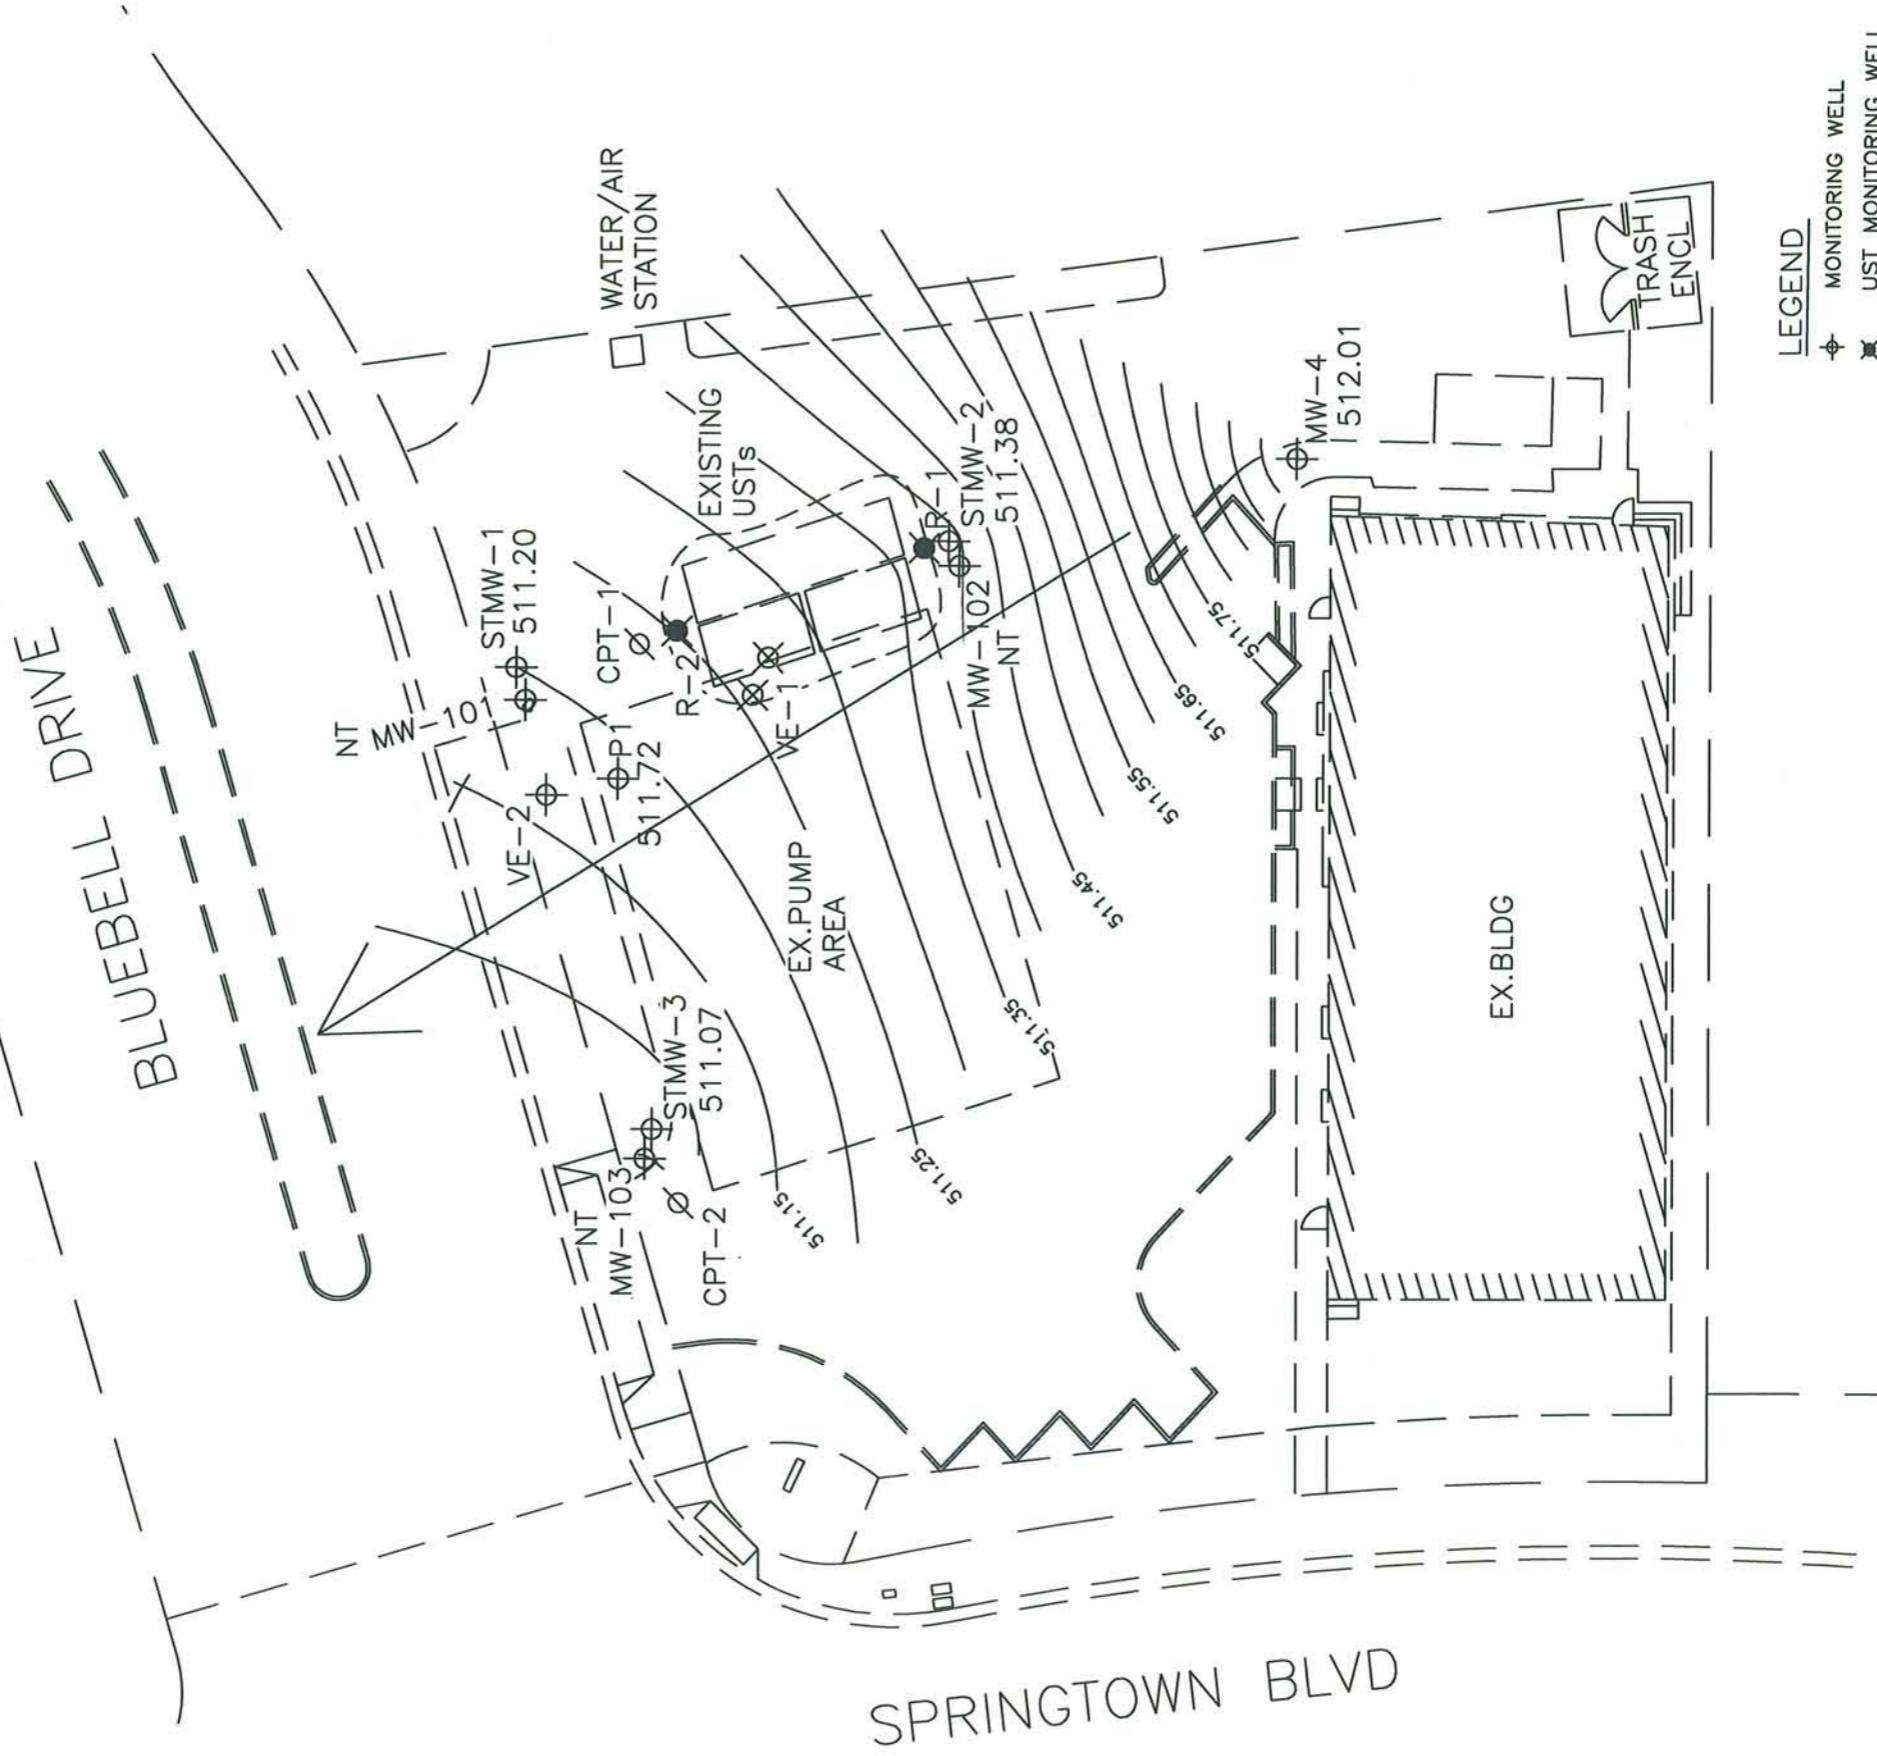 BLUEBELL DRIVE
WATER/AIR
STATION
STMW-1
511.20
NT
MW-101
CPT-1
R-2
EXISTING
USTs
VE-1
VE-2
P1
511.72
R-1
STMW-2
511.38
MW-102
NT
MW-4
512.01
TRASH
ENCL
EX.PUMP
AREA
STMW-3
511.07
NT
MW-103
CPT-2
511.15
511.25
511.35
511.45
511.55
511.65
511.75
EX.BLDG
SPRINGTOWN BLVD
LEGEND
MONITORING WELL
UST MONITORING WELL